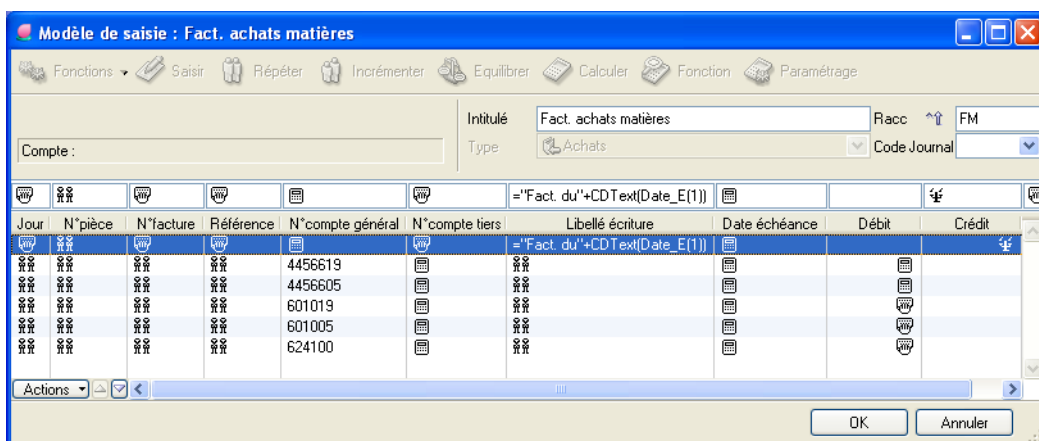 Modèle de saisie : Fact. achats matières
Fonctions Saisir Répéter Incrémenter Equilibrer Calculer Fonction Paramétrage
Intitulé Fact. achats matières Racc FM
Compte : Type Achats Code Journal
="Fact. du"+CDText(Date_E(1))
Jour N°pièce N°facture Référence N°compte général N°compte tiers Libellé écriture Date échéance Débit Crédit
="Fact. du"+CDText(Date_E(1))
4456619
4456605
601019
601005
624100
Actions
OK Annuler